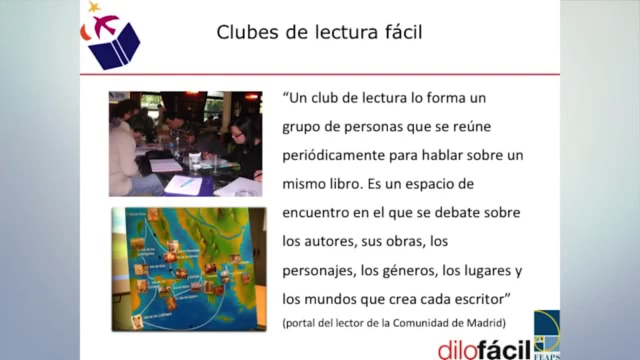 Clubes de lectura fácil
“Un club de lectura lo forma un
grupo de personas que se reúne
periódicamente para hablar sobre un
mismo libro. Es un espacio de
encuentro en el que se debate sobre
los autores, sus obras, los
personajes, los géneros, los lugares y
los mundos que crea cada escritor”
(portal del lector de la Comunidad de Madrid)
dilofácil
FEAPS